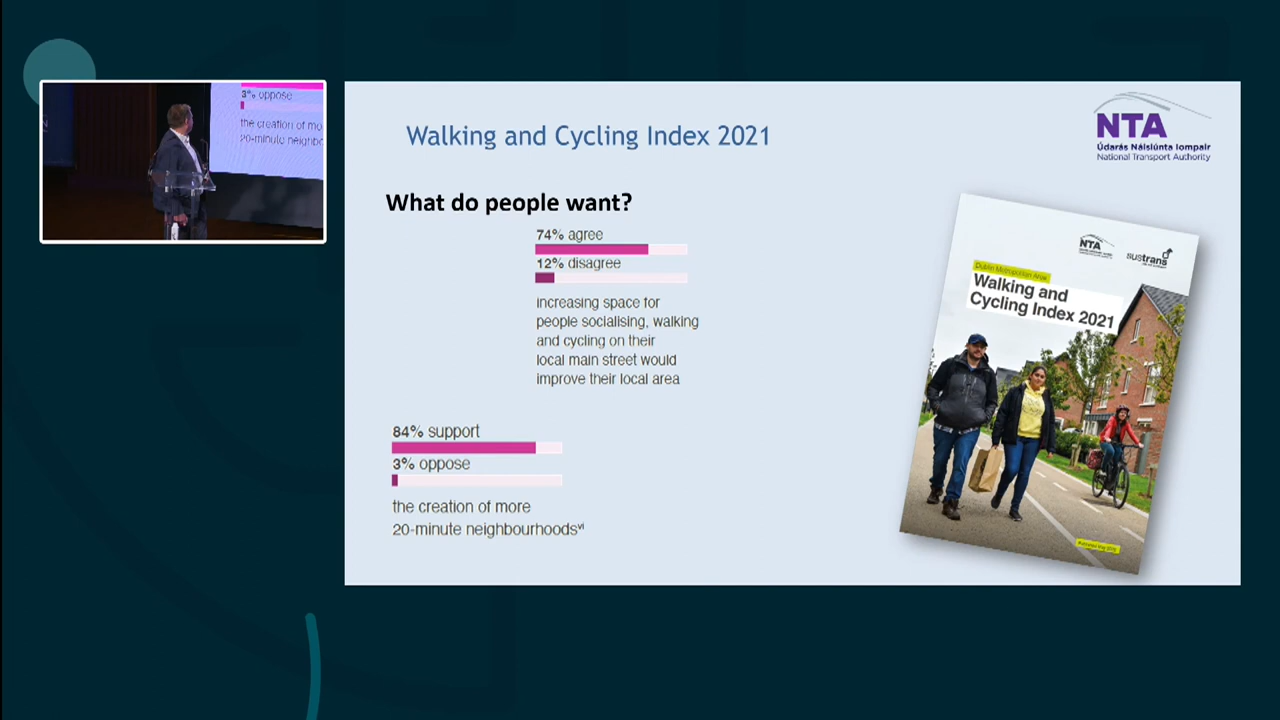 3% oppose
the creation of mo
20-minute neighbo
Walking and Cycling Index 2021
NTA
Údarás Náisiúnta Iompair
National Transport Authority
What do people want?
74% agree
12% disagree
increasing space for
people socialising, walking
and cycling on their
local main street would
improve their local area
84% support
3% oppose
the creation of more
20-minute neighbourhoodsᵛⁱ
NTA
sustrans
Dublin Metropolitan Area
Walking and
Cycling Index 2021